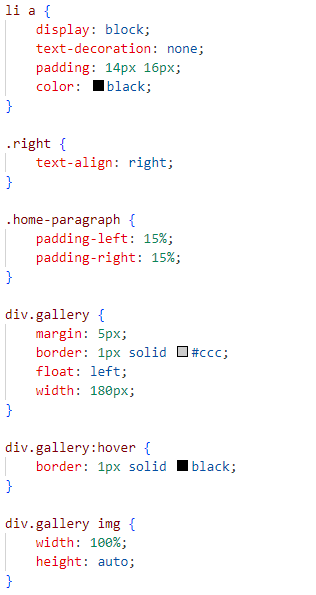 li a {
    display: block;
    text-decoration: none;
    padding: 14px 16px;
    color: black;
}

.right {
    text-align: right;
}

.home-paragraph {
    padding-left: 15%;
    padding-right: 15%;
}

div.gallery {
    margin: 5px;
    border: 1px solid #ccc;
    float: left;
    width: 180px;
}

div.gallery:hover {
    border: 1px solid black;
}

div.gallery img {
    width: 100%;
    height: auto;
}